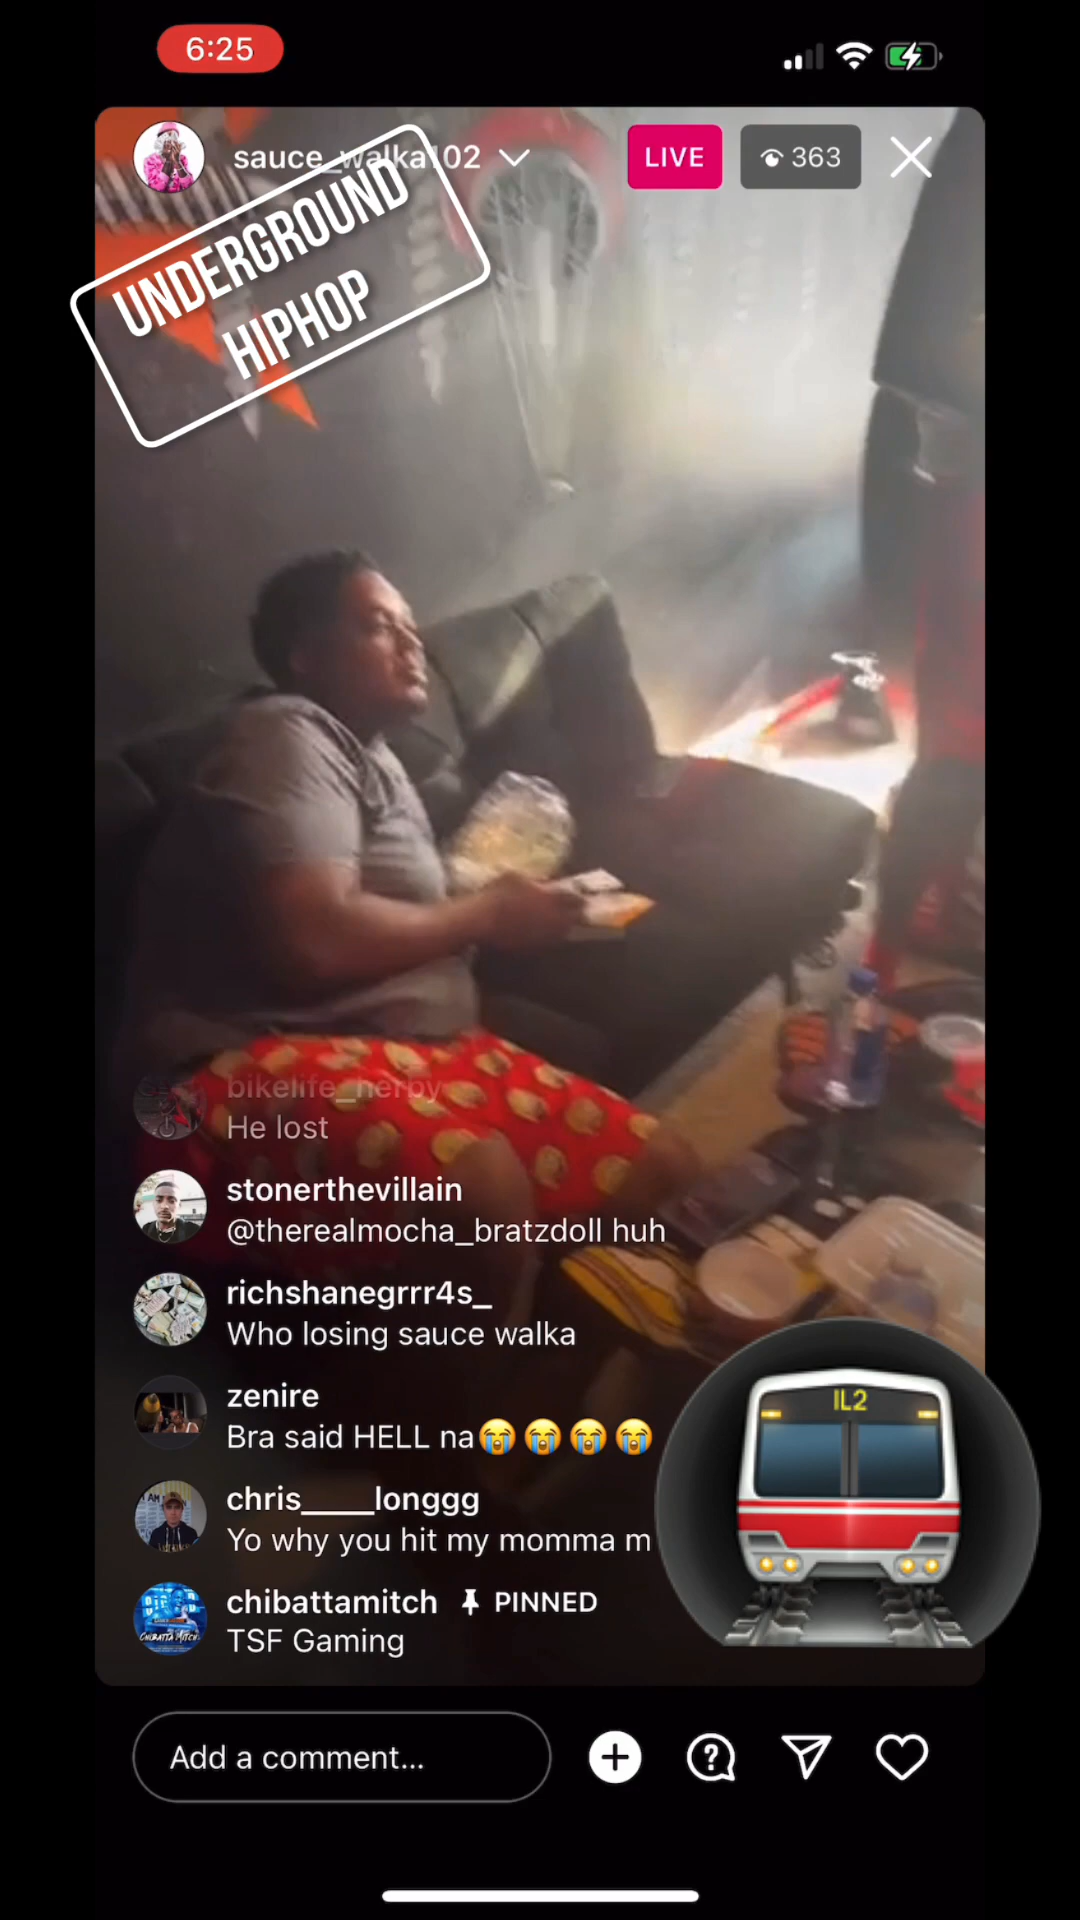 6:25
sauce_walka102
LIVE
363
UNDERGROUND
HIPHOP
bikelife_herby
He lost
stonerthevillain
@therealmocha_bratzdoll huh
richshanegrrr4s_
Who losing sauce walka
zenire
Bra said HELL na😭😭😭😭
chris____longgg
Yo why you hit my momma m
chibattamitch PINNED
TSF Gaming
IL2
Add a comment...